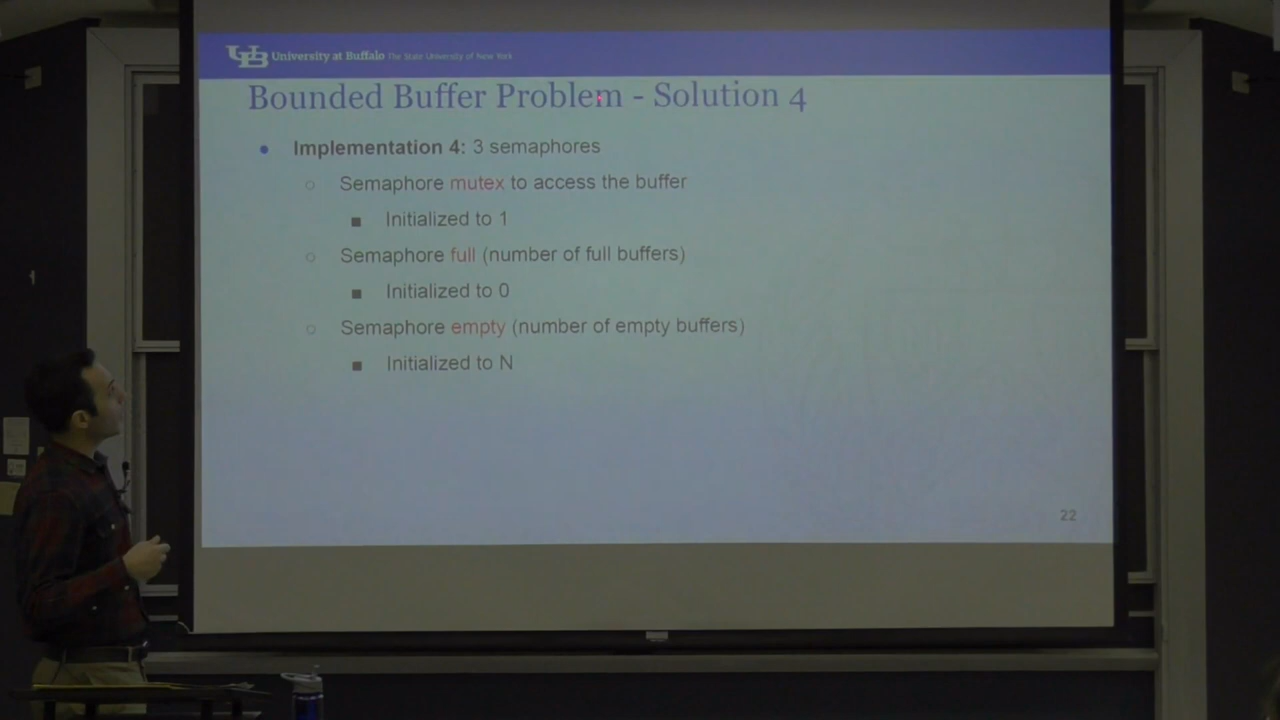 UB University at Buffalo The State University of New York
Bounded Buffer Problem - Solution 4
● Implementation 4: 3 semaphores
○ Semaphore mutex to access the buffer
■ Initialized to 1
○ Semaphore full (number of full buffers)
■ Initialized to 0
○ Semaphore empty (number of empty buffers)
■ Initialized to N
22